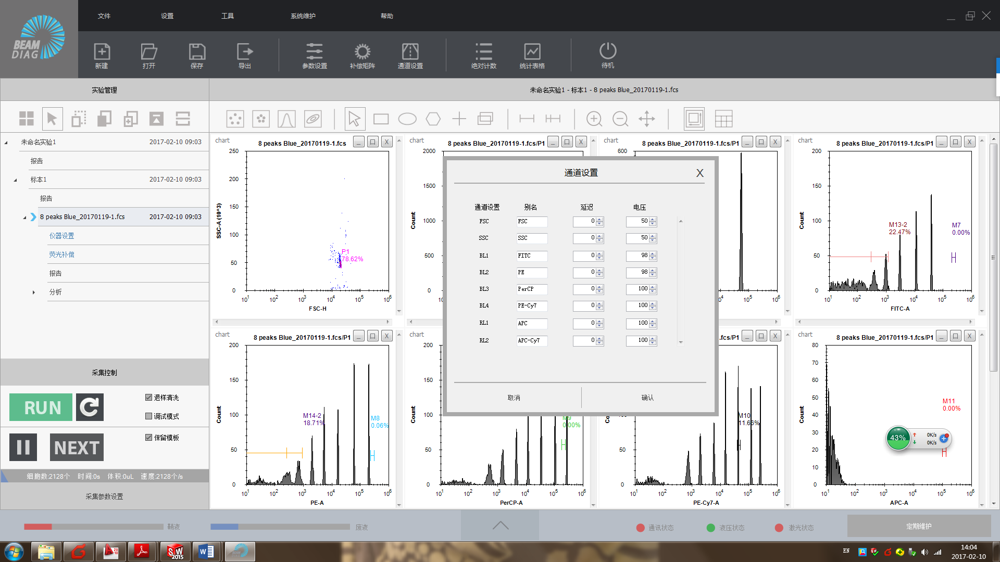 BEAM
DIAG
文件 设置 工具 系统维护 帮助
新建 打开 保存 导出 参数设置 补偿矩阵 通道设置 绝对计数 统计表格 待机
实验管理
未命名实验1 - 标本1 - 8 peaks Blue_20170119-1.fcs
未命名实验1 2017-02-10 09:03
报告
标本1 2017-02-10 09:03
报告
8 peaks Blue_20170119-1.fcs 2017-02-10 09:03
仪器设置
荧光补偿
报告
分析
采集控制
RUN
退样清洗
调试模式
NEXT
保留模板
细胞数:2128个 时间:0s 体积:0uL 速度:2128个/s
采集参数设置
chart
8 peaks Blue_20170119-1.fcs
250
200
150
100
50
0
SSC-A (10^3)
P1
78.62%
10^1 10^2 10^3 10^4 10^5 10^6
FSC-H
chart
8 peaks Blue_20170119-1.fcs/P1
2000
1500
1000
500
0
Count
chart
8 peaks Blue_20170119-1.fcs/P1
600
10^5 10^6
chart
8 peaks Blue_20170119-1.fcs/P1
200
150
100
50
0
Count
M13-2
22.47%
M7
0.00%
10^1 10^2 10^3 10^4 10^5 10^6
FITC-A
通道设置 X
通道设置 别名 延迟 电压
FSC FSC 0 50
SSC SSC 0 50
BL1 FITC 0 98
BL2 PE 0 98
BL3 PerCP 0 100
BL4 PE-Cy7 0 100
RL1 APC 0 100
RL2 APC-Cy7 0 100
取消 确认
chart
8 peaks Blue_20170119-1.fcs/P1
200
150
100
50
0
Count
M14-2
18.71%
M8
0.06%
10^1 10^2 10^3 10^4 10^5 10^6
PE-A
chart
200
150
100
50
0
Count
M9
0.00%
10^1 10^2 10^3 10^4 10^5 10^6
PerCP-A
.fcs/P1
50
0
M10
11.66%
10^1 10^2 10^3 10^4 10^5 10^6
PE-Cy7-A
chart
8 peaks Blue_20170119-1.fcs/P1
80
70
60
50
40
30
20
10
0
Count
M11
0.00%
10^1 10^2 10^3 10^4 10^5 10^6
APC-A
43%
0K/s
0K/s
鞘液 废液 通讯状态 液压状态 激光状态 定期维护
EN
14:04
2017-02-10